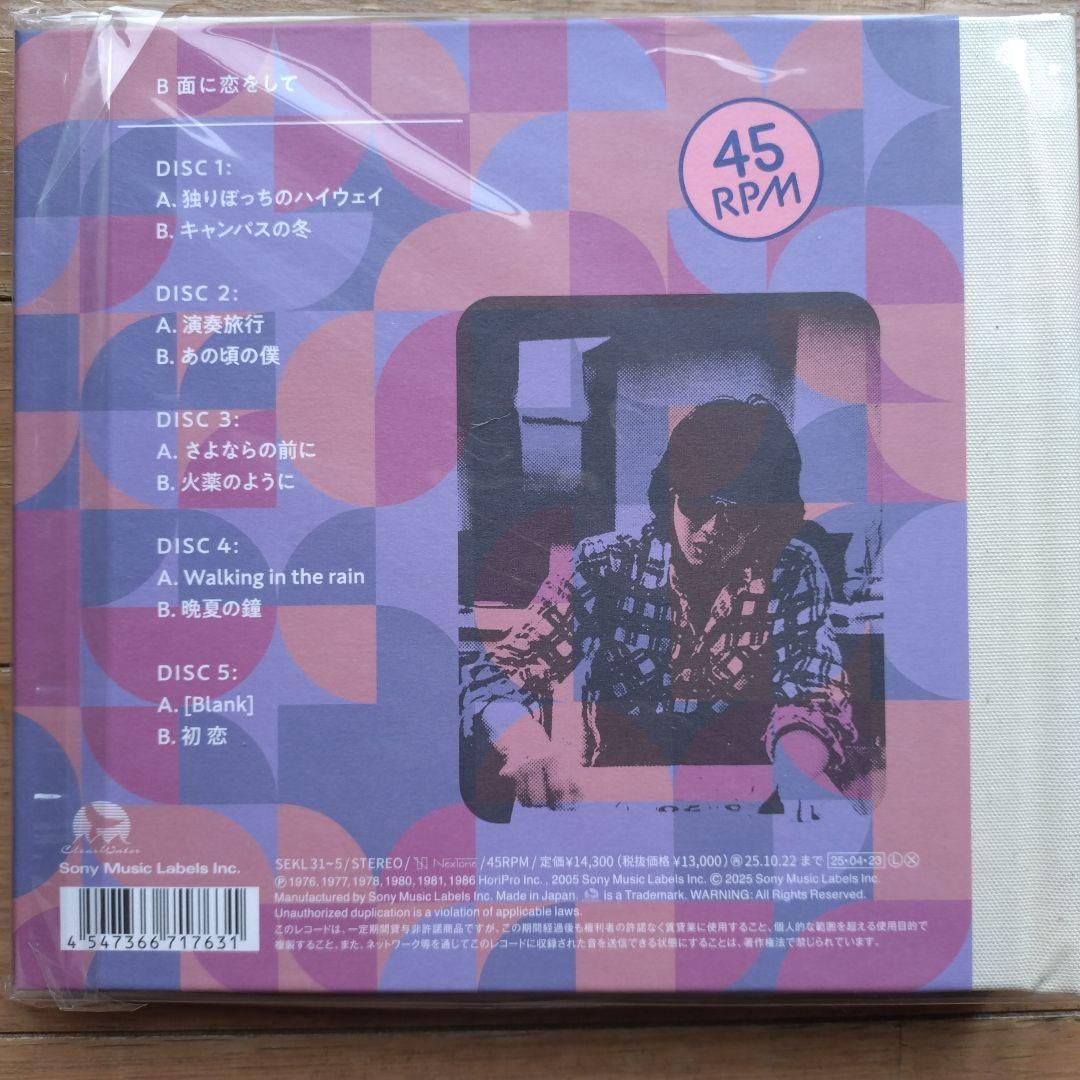 B 面に恋をして
45
RPM
DISC 1:
A. 独りぼっちのハイウェイ
B. キャンパスの冬
DISC 2:
A. 演奏旅行
B. あの頃の僕
DISC 3:
A. さよならの前に
B. 火薬のように
DISC 4:
A. Walking in the rain
B. 晩夏の鐘
DISC 5:
A. [Blank]
B. 初 恋
ClearWater
Sony Music Labels Inc.
4 547366 717631
SEKL 31~5 / STEREO / NexTone / 45RPM / 定価¥14,300 (税抜価格 ¥13,000) 再 25.10.22 まで 25・04・23 L X
Ⓟ 1976, 1977, 1978, 1980, 1981, 1986 HoriPro Inc., 2005 Sony Music Labels Inc. © 2025 Sony Music Labels Inc.
Manufactured by Sony Music Labels Inc. Made in Japan. is a Trademark. WARNING: All Rights Reserved.
Unauthorized duplication is a violation of applicable laws.
このレコードは、一定期間貸与非許諾商品ですが、この期間経過後も権利者の許諾なく賃貸業に使用すること、個人的な範囲を超える使用目的で
複製すること、また、ネットワーク等を通してこのレコードに収録された音を送信できる状態にすることは、著作権法で禁じられています。